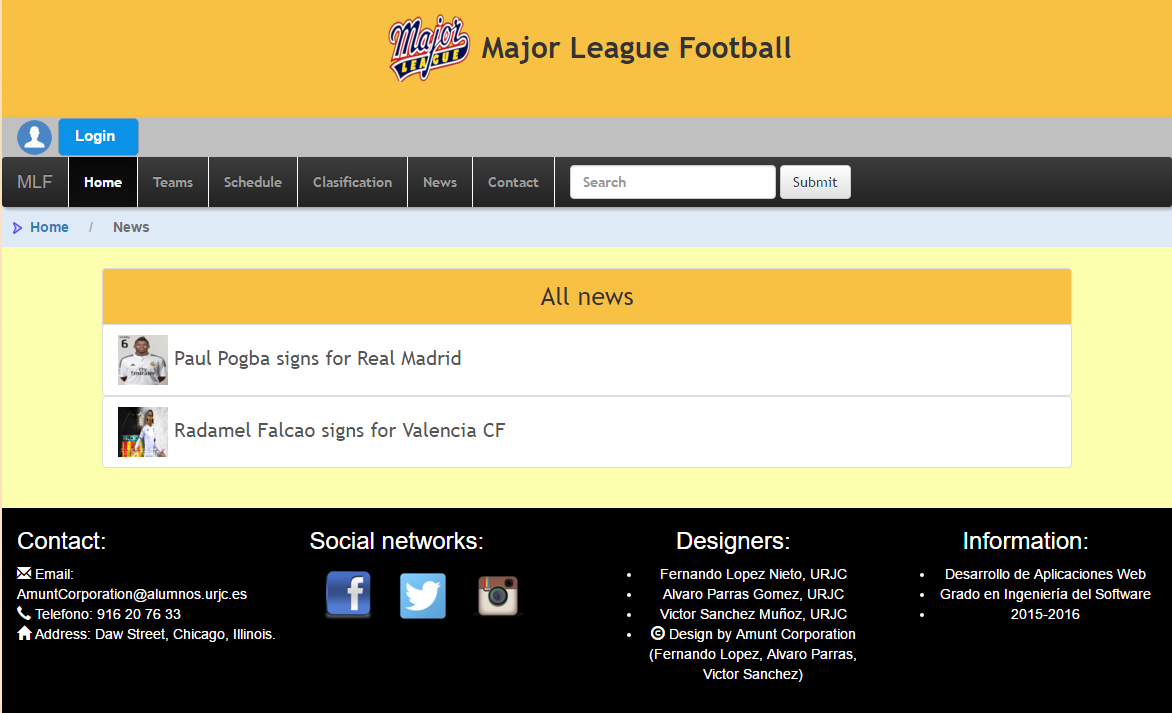 Major LEAGUE
Major League Football
Login
MLF Home Teams Schedule Clasification News Contact Search Submit
Home / News
All news
6
Paul Pogba signs for Real Madrid
Radamel Falcao signs for Valencia CF
Contact:
Email:
AmuntCorporation@alumnos.urjc.es
Telefono: 916 20 76 33
Address: Daw Street, Chicago, Illinois.
Social networks:
Designers:
Fernando Lopez Nieto, URJC
Alvaro Parras Gomez, URJC
Victor Sanchez Muñoz, URJC
© Design by Amunt Corporation
(Fernando Lopez, Alvaro Parras,
Victor Sanchez)
Information:
Desarrollo de Aplicaciones Web
Grado en Ingeniería del Software
2015-2016